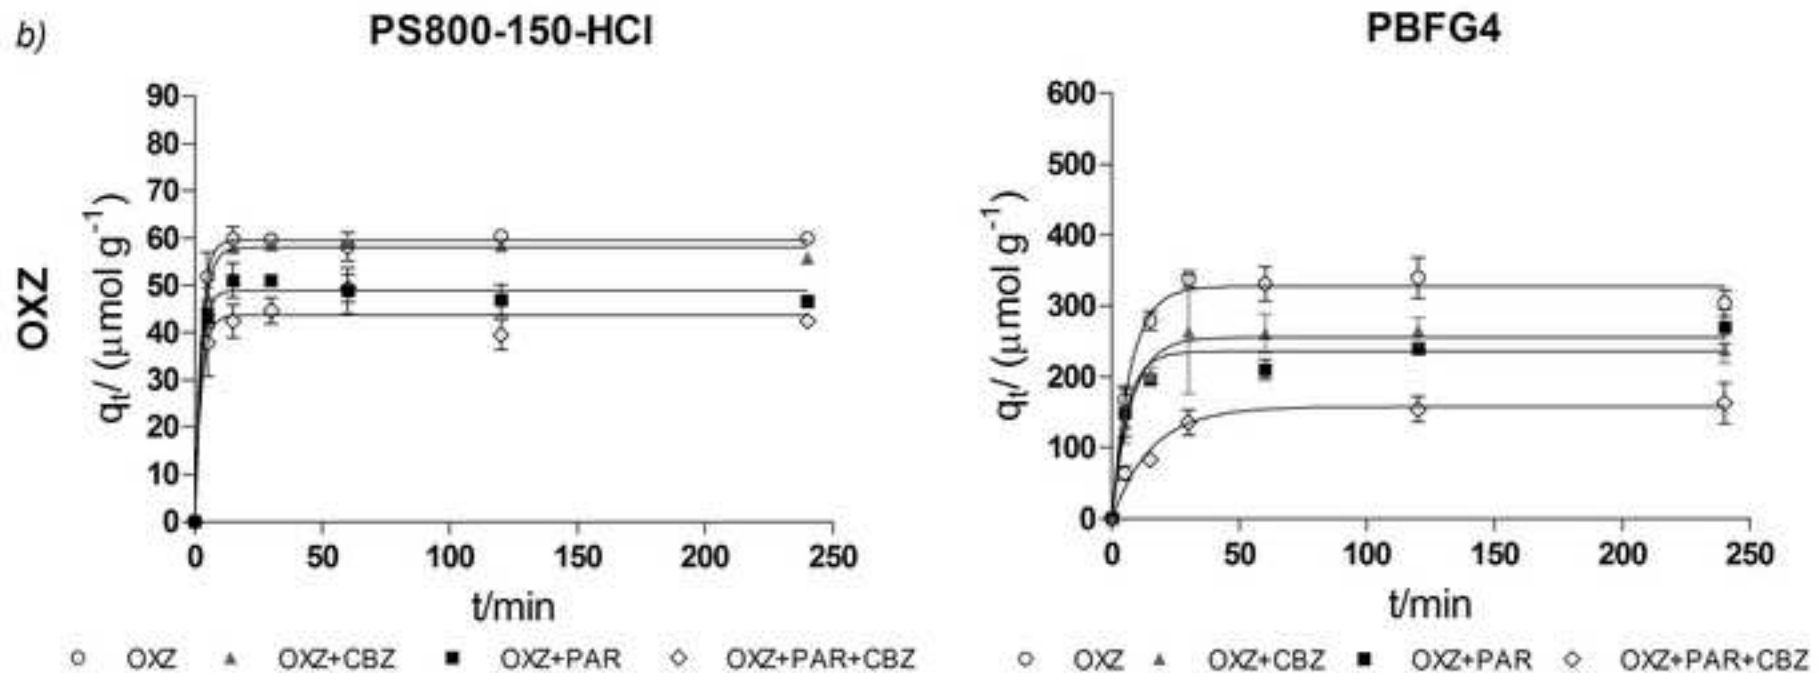 b)
PS800-150-HCl
PBFG4
OXZ
qt/ (μmol g-1)
90
80
70
60
50
40
30
20
10
0
0 50 100 150 200 250
t/min
OXZ OXZ+CBZ OXZ+PAR OXZ+PAR+CBZ
qt/ (μmol g-1)
600
500
400
300
200
100
0
0 50 100 150 200 250
t/min
OXZ OXZ+CBZ OXZ+PAR OXZ+PAR+CBZ